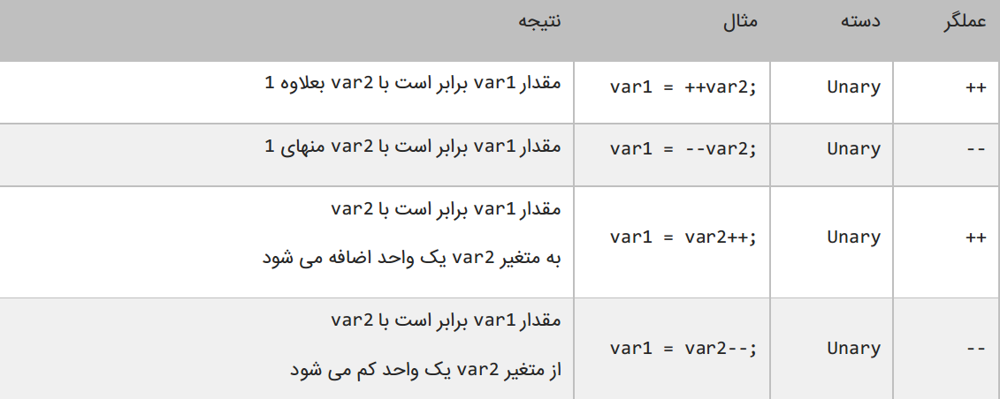 عملگر دسته مثال نتیجه
++ Unary var1 = ++var2; مقدار var1 برابر است با var2 بعلاوه 1
-- Unary var1 = --var2; مقدار var1 برابر است با var2 منهای 1
++ Unary var1 = var2++; مقدار var1 برابر است با var2
به متغیر var2 یک واحد اضافه می شود
-- Unary var1 = var2--; مقدار var1 برابر است با var2
از متغیر var2 یک واحد کم می شود